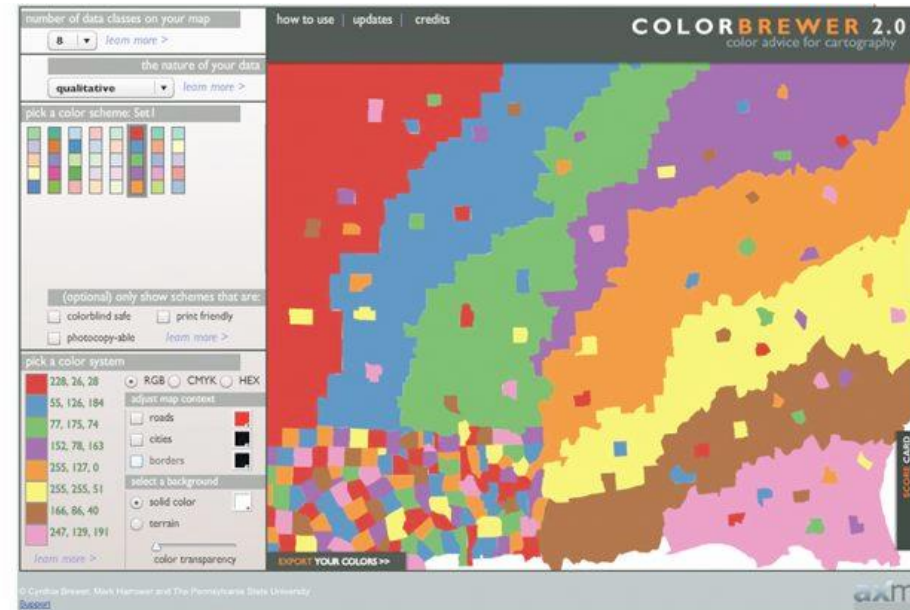 number of data classes on your map
8
learn more >
the nature of your data
qualitative
learn more >
pick a color scheme: Set1
(optional) only show schemes that are:
colorblind safe
print friendly
photocopy-able
learn more >
pick a color system
228, 26, 28
55, 126, 184
77, 175, 74
152, 78, 163
255, 127, 0
255, 255, 51
166, 86, 40
247, 129, 191
learn more >
RGB CMYK HEX
adjust map context
roads
cities
borders
select a background
solid color
terrain
color transparency
how to use | updates | credits
COLORBREWER 2.0
color advice for cartography
SCORE CARD
EXPORT YOUR COLORS >>
© Cynthia Brewer, Mark Harrower and The Pennsylvania State University
Support
axm